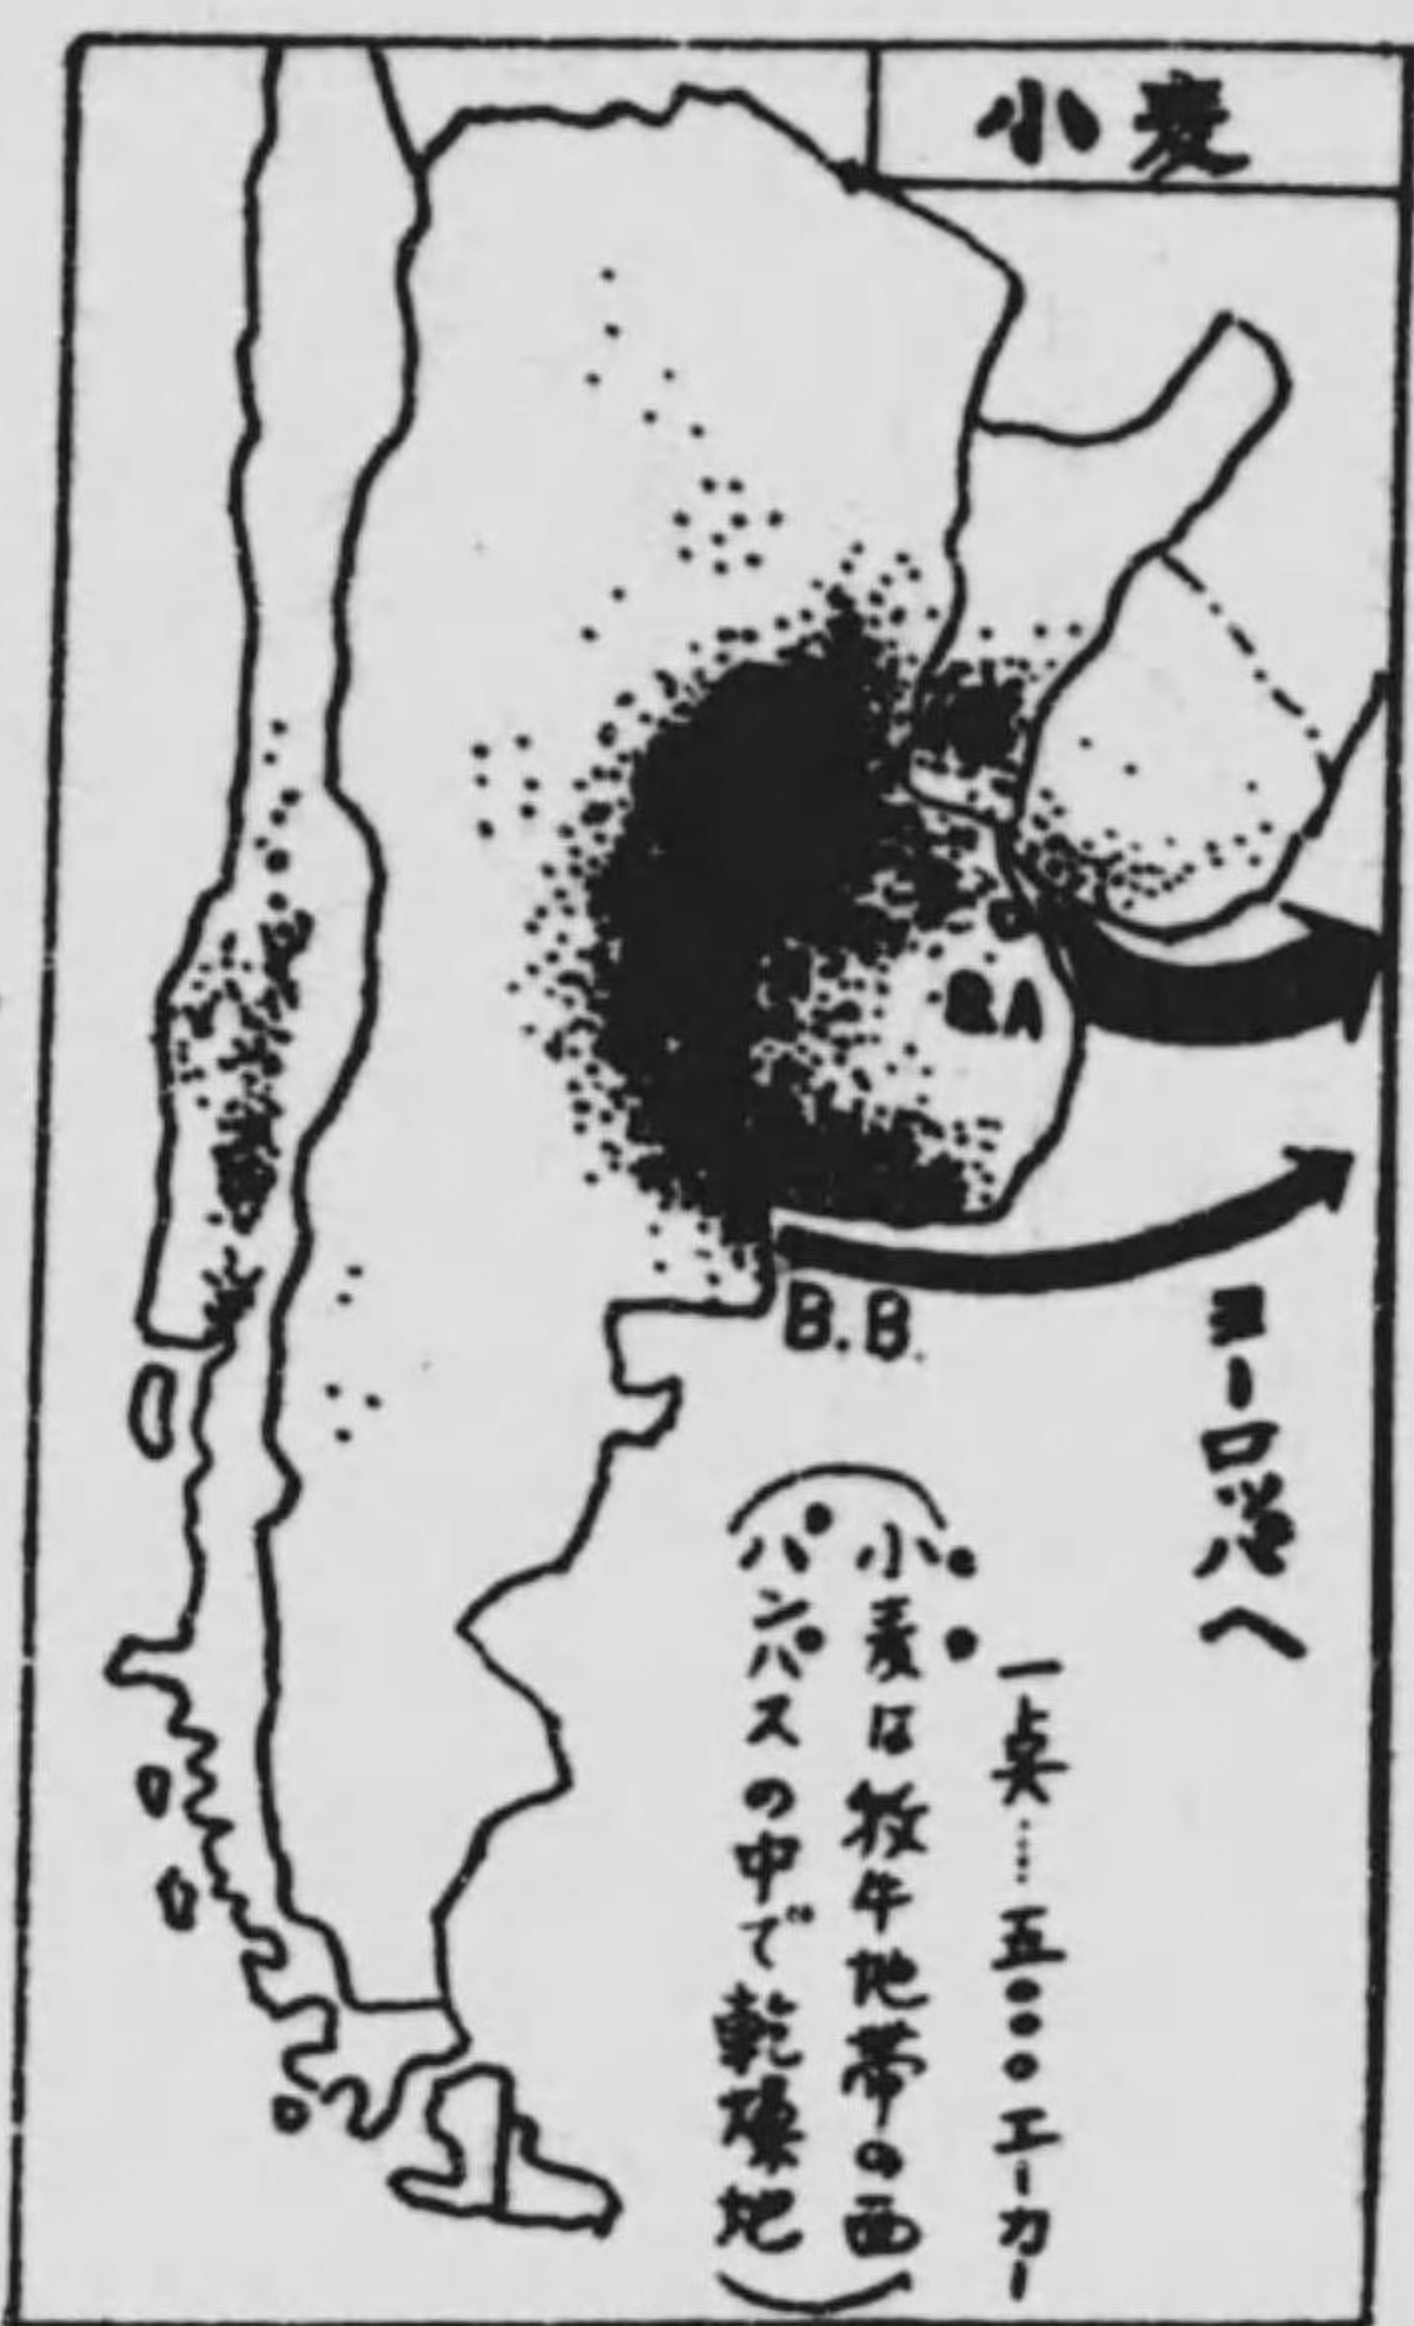 小麦
B.A
B.B.
ヨーロッパへ
一点……五〇〇〇エーカー
(小麦は牧牛地帯の西
パンパスの中で乾燥地)